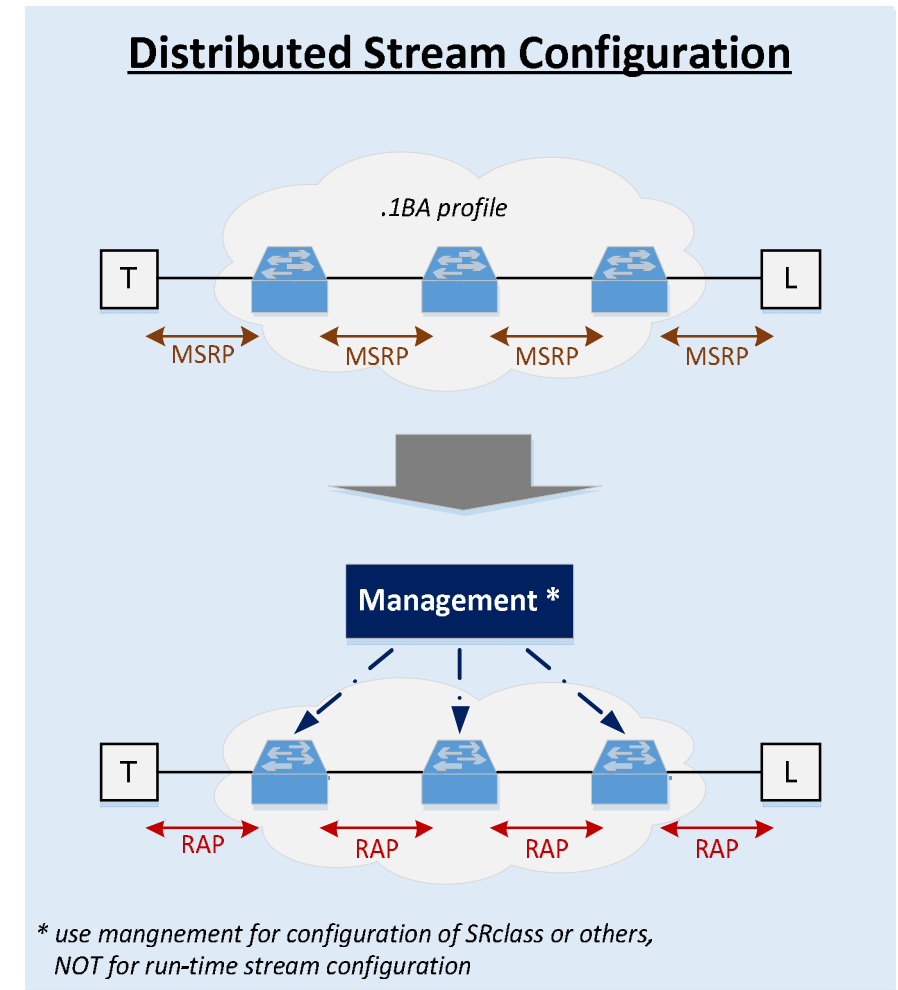 Distributed Stream Configuration
.1BA profile
T
L
MSRP MSRP MSRP MSRP
Management *
T
L
RAP RAP RAP RAP
* use mangnement for configuration of SRclass or others,
NOT for run-time stream configuration